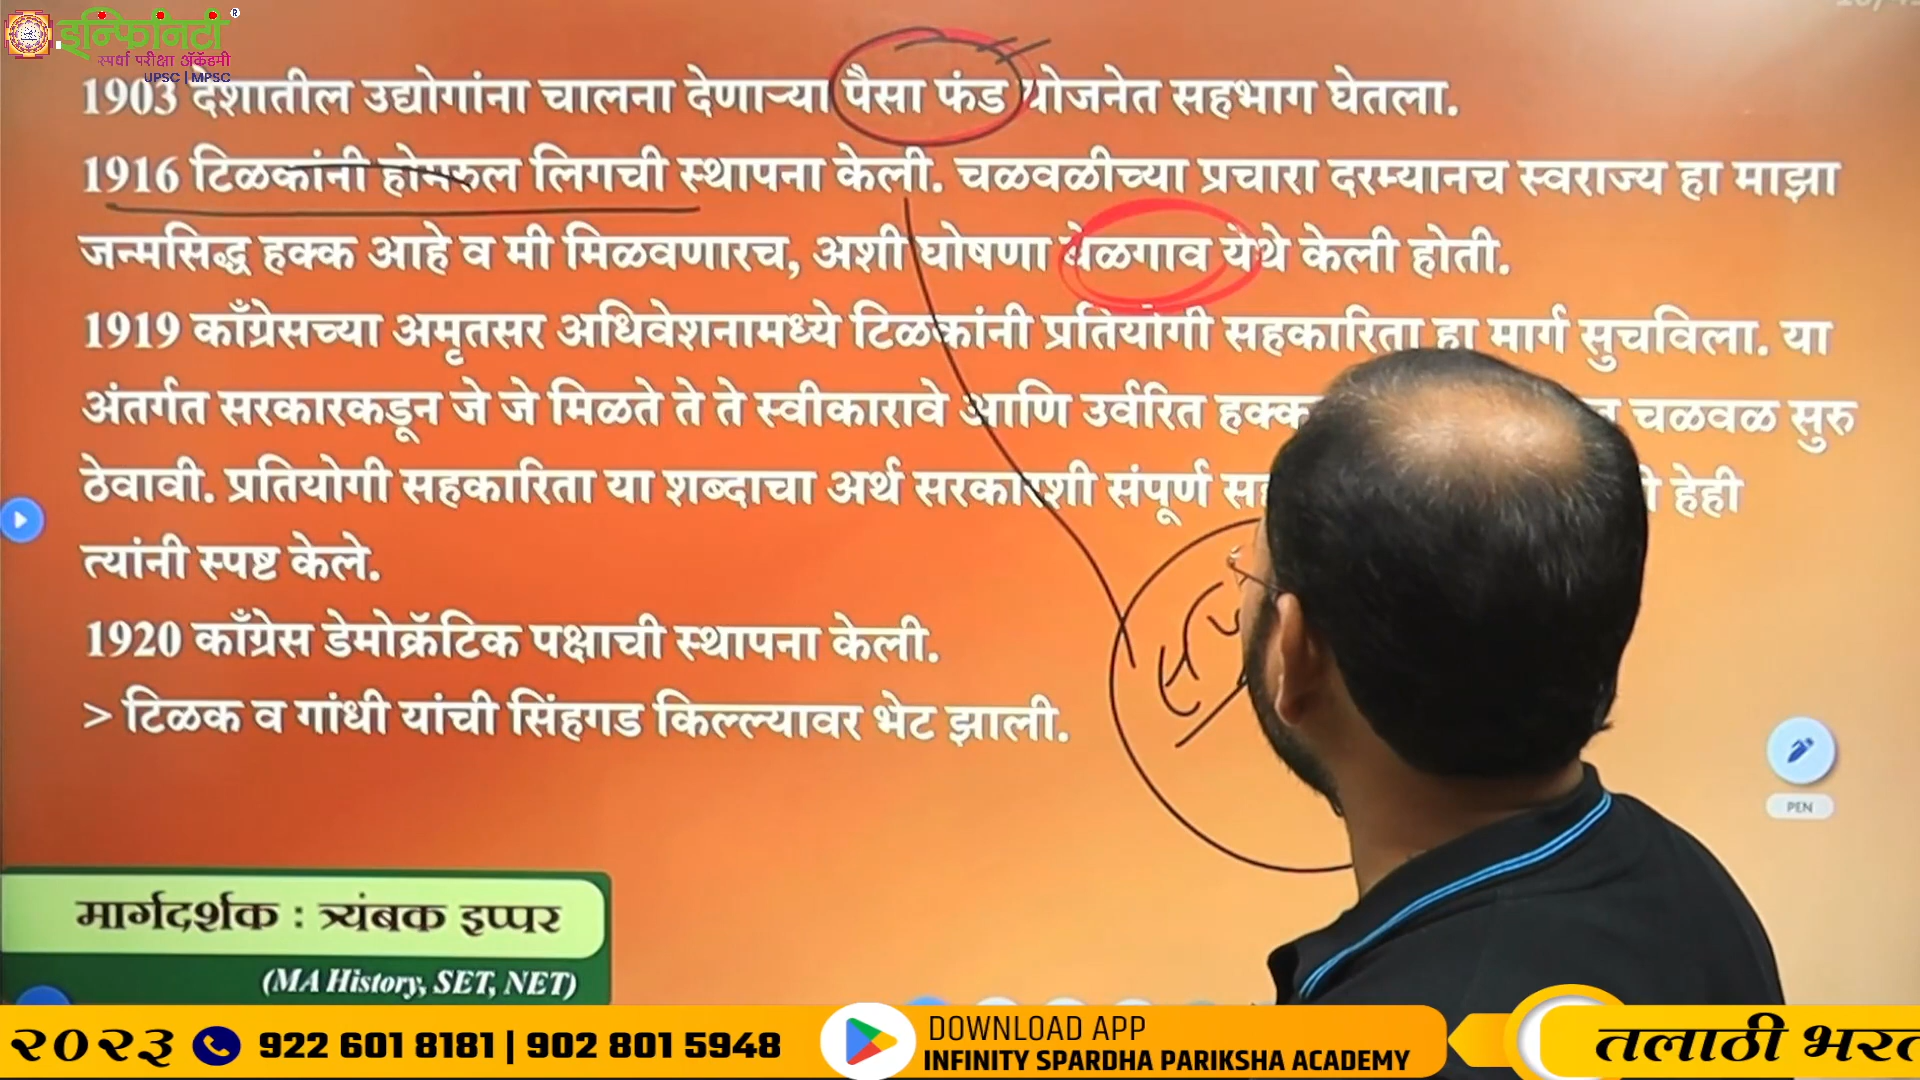 इन्फिनिटी
स्पर्धा परीक्षा ॲकॅडमी
UPSC | MPSC
1903 देशातील उद्योगांना चालना देणाऱ्या पैसा फंड योजनेत सहभाग घेतला.
1916 टिळकांनी होमरुल लिगची स्थापना केली. चळवळीच्या प्रचारा दरम्यानच स्वराज्य हा माझा
जन्मसिद्ध हक्क आहे व मी मिळवणारच, अशी घोषणा बेळगाव येथे केली होती.
1919 काँग्रेसच्या अमृतसर अधिवेशनामध्ये टिळकांनी प्रतियोगी सहकारिता हा मार्ग सुचविला. या
अंतर्गत सरकारकडून जे जे मिळते ते ते स्वीकारावे आणि उर्वरित हक्क चळवळ सुरु
ठेवावी. प्रतियोगी सहकारिता या शब्दाचा अर्थ सरकारशी संपूर्ण हेही
त्यांनी स्पष्ट केले.
1920 काँग्रेस डेमोक्रॅटिक पक्षाची स्थापना केली.
> टिळक व गांधी यांची सिंहगड किल्ल्यावर भेट झाली.
PEN
मार्गदर्शक : त्र्यंबक इप्पर
(MA History, SET, NET)
२०२३ 922 601 8181 | 902 801 5948
DOWNLOAD APP
INFINITY SPARDHA PARIKSHA ACADEMY
तलाठी